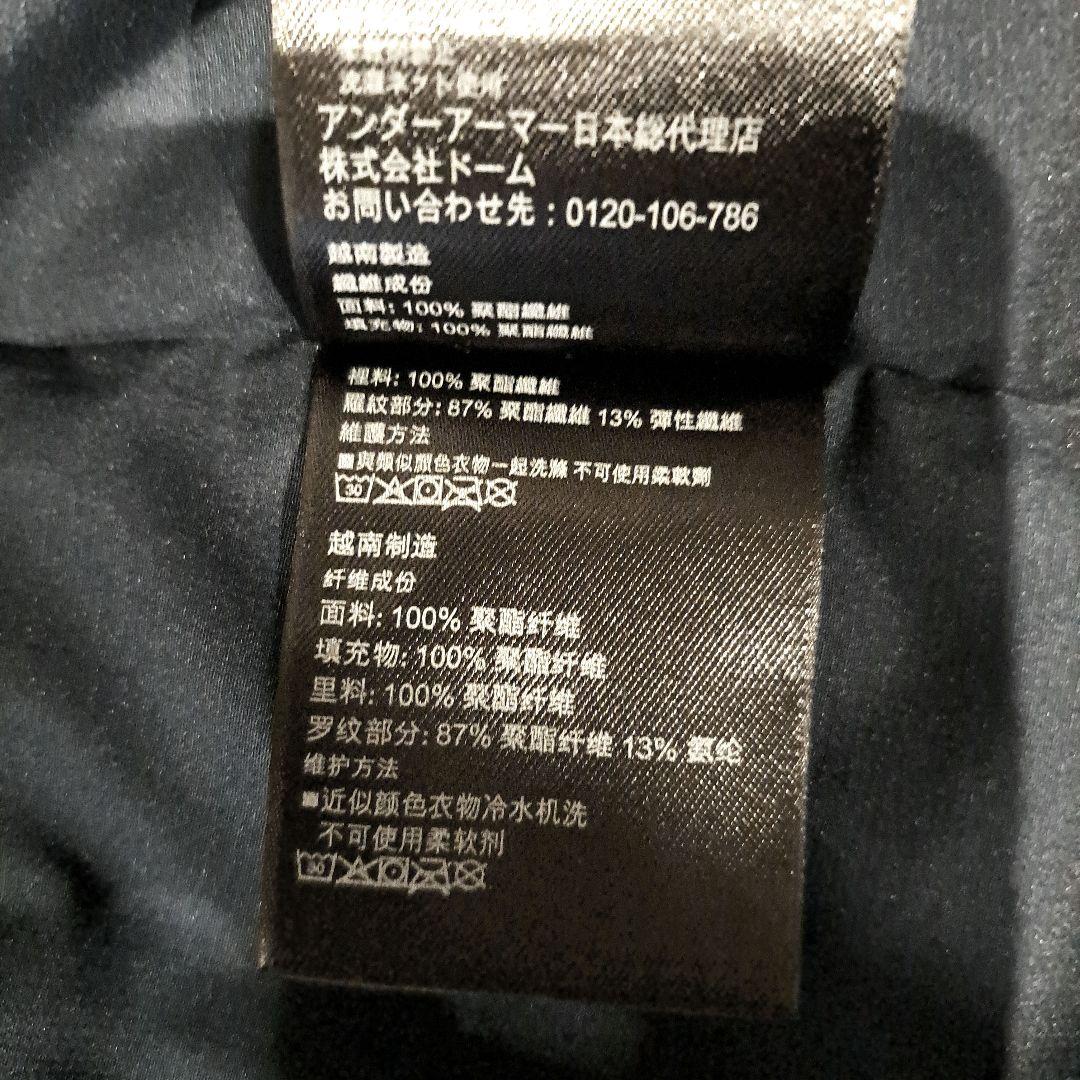 洗濯ネット使用
アンダーアーマー日本総代理店
株式会社ドーム
お問い合わせ先：0120-106-786
越南製造
纖維成份
面料: 100% 聚酯纖維
填充物: 100% 聚酯纖維
裡料: 100% 聚酯纖維
羅紋部分: 87% 聚酯纖維 13% 彈性纖維
維護方法
■與類似顏色衣物一起洗滌 不可使用柔軟劑
30
越南制造
纤维成份
面料: 100% 聚酯纤维
填充物: 100% 聚酯纤维
里料: 100% 聚酯纤维
罗纹部分: 87% 聚酯纤维 13% 氨纶
维护方法
■近似颜色衣物冷水机洗
不可使用柔软剂
30